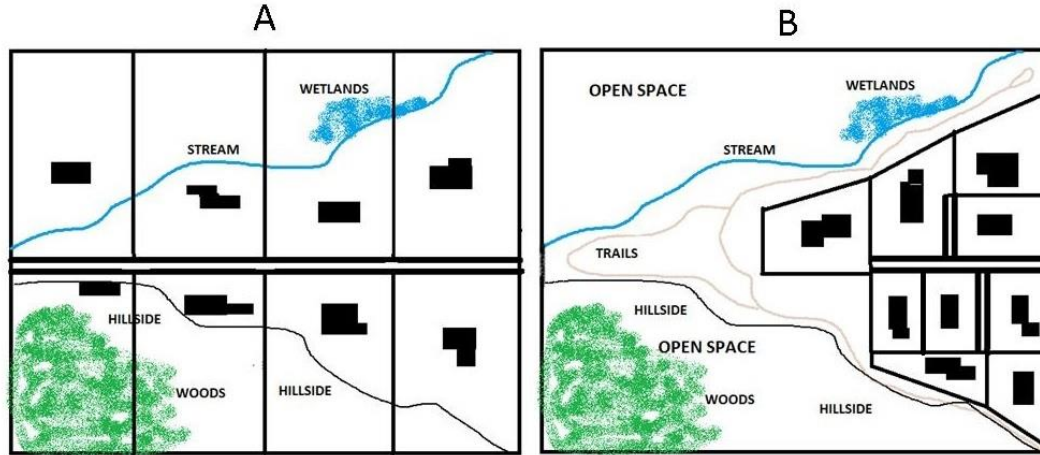 A
WETLANDS
STREAM
HILLSIDE
WOODS
HILLSIDE
B
OPEN SPACE
WETLANDS
STREAM
TRAILS
HILLSIDE
OPEN SPACE
WOODS
HILLSIDE